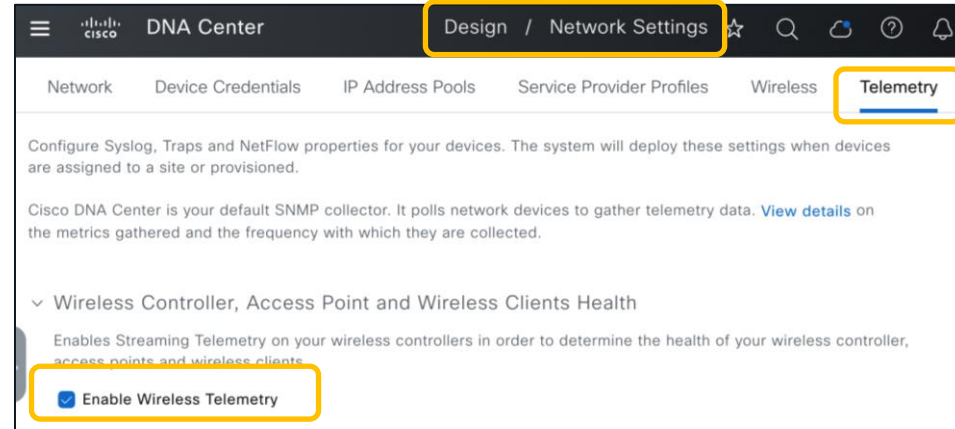 cisco DNA Center Design / Network Settings
Network Device Credentials IP Address Pools Service Provider Profiles Wireless Telemetry
Configure Syslog, Traps and NetFlow properties for your devices. The system will deploy these settings when devices
are assigned to a site or provisioned.
Cisco DNA Center is your default SNMP collector. It polls network devices to gather telemetry data. View details on
the metrics gathered and the frequency with which they are collected.
Wireless Controller, Access Point and Wireless Clients Health
Enables Streaming Telemetry on your wireless controllers in order to determine the health of your wireless controller,
access points and wireless clients
Enable Wireless Telemetry